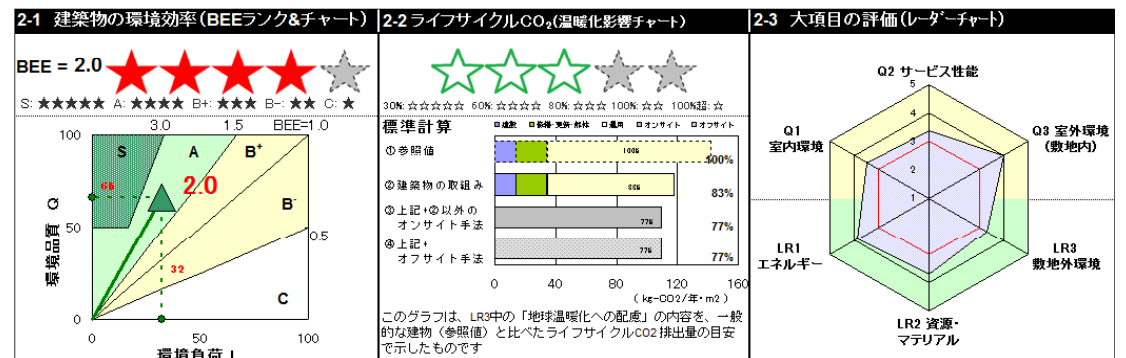 2-1 建築物の環境効率(BEEランク&チャート)
BEE = 2.0
S: ★★★★★ A: ★★★★ B+: ★★★ B-: ★★ C: ★
3.0 1.5 BEE=1.0
100
S
A
B+
66
2.0
B-
環境品質 Q
50
0.5
32
C
0
0 50 100
環境負荷 L
2-2 ライフサイクルCO₂(温暖化影響チャート)
30%: ☆☆☆☆☆ 60%: ☆☆☆☆ 80%: ☆☆☆ 100%: ☆☆ 100%超: ☆
標準計算
建設 修繕・更新・解体 運用 オンサイト オフサイト
①参照値 100% 100%
②建築物の取組み 83%
③上記+②以外の
オンサイト手法 77% 77%
④上記+
オフサイト手法 77% 77%
0 40 80 120 160
(kg-CO2/年・m2)
このグラフは、LR3中の「地球温暖化への配慮」の内容を、一般
的な建物(参照値)と比べたライフサイクルCO2 排出量の目安
で示したものです
2-3 大項目の評価(レーダーチャート)
Q2 サービス性能
5
4
3
2
1
Q1
室内環境
Q3 室外環境
(敷地内)
LR1
エネルギー
LR3
敷地外環境
LR2 資源・
マテリアル